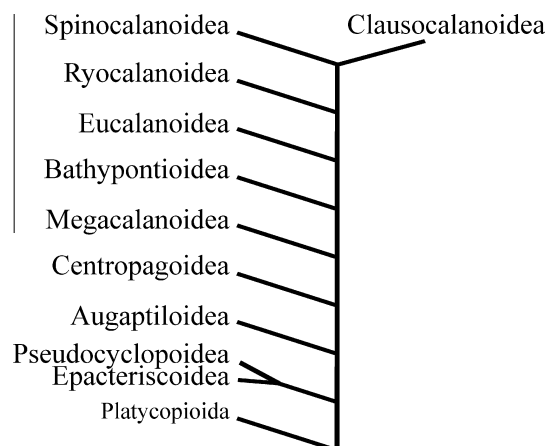 Spinocalanoidea
Clausocalanoidea
Ryocalanoidea
Eucalanoidea
Bathypontioidea
Megacalanoidea
Centropagoidea
Augaptiloidea
Pseudocyclopoidea
Epacteriscoidea
Platycopioida